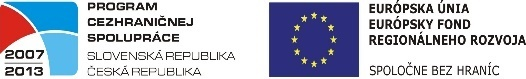 PROGRAM
CEZHRANIČNEJ
SPOLUPRÁCE
2007
SLOVENSKÁ REPUBLIKA
2013
ČESKÁ REPUBLIKA
EURÓPSKA ÚNIA
EURÓPSKY FOND
REGIONÁLNEHO ROZVOJA
SPOLOČNE BEZ HRANÍC